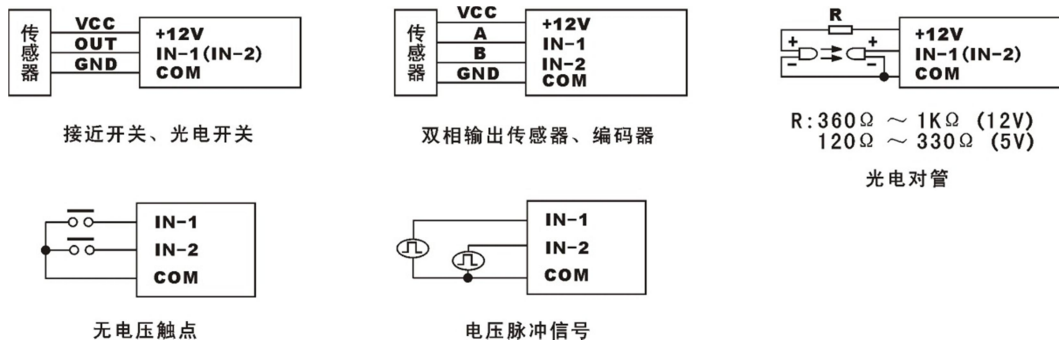 传感器
VCC
OUT
GND
+12V
IN-1(IN-2)
COM
接近开关、光电开关
传感器
VCC
A
B
GND
+12V
IN-1
IN-2
COM
双相输出传感器、编码器
R
+
−
+
−
+12V
IN-1(IN-2)
COM
R:360Ω ～ 1KΩ (12V)
120Ω ～ 330Ω (5V)
光电对管
IN-1
IN-2
COM
无电压触点
IN-1
IN-2
COM
电压脉冲信号